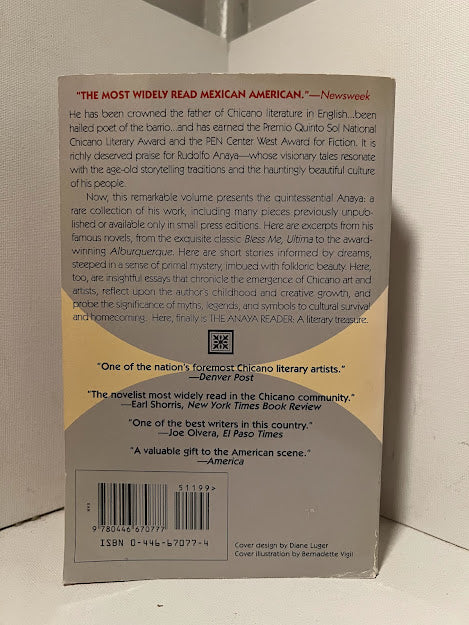 "THE MOST WIDELY READ MEXICAN AMERICAN."—Newsweek
He has been crowned the father of Chicano literature in English...been
hailed poet of the barrio...and has earned the Premio Quinto Sol National
Chicano Literary Award and the PEN Center West Award for Fiction. It is
richly deserved praise for Rudolfo Anaya—whose visionary tales resonate
with the age-old storytelling traditions and the hauntingly beautiful culture
of his people.
Now, this remarkable volume presents the quintessential Anaya: a
rare collection of his work, including many pieces previously unpub-
lished or available only in small press editions. Here are excerpts from his
famous novels, from the exquisite classic Bless Me, Ultima to the award-
winning Alburquerque. Here are short stories informed by dreams,
steeped in a sense of primal mystery, imbued with folkloric beauty. Here,
too, are insightful essays that chronicle the emergence of Chicano art and
artists, reflect upon the author's childhood and creative growth, and
probe the significance of myths, legends, and symbols to cultural survival
and homecoming. Here, finally is THE ANAYA READER: A literary treasure.
"One of the nation's foremost Chicano literary artists."
—Denver Post
"The novelist most widely read in the Chicano community."
—Earl Shorris, New York Times Book Review
"One of the best writers in this country."
—Joe Olvera, El Paso Times
"A valuable gift to the American scene."
—America
51199>
9 780446 670777
ISBN 0-446-67077-4
Cover design by Diane Luger
Cover illustration by Bernadette Vigil